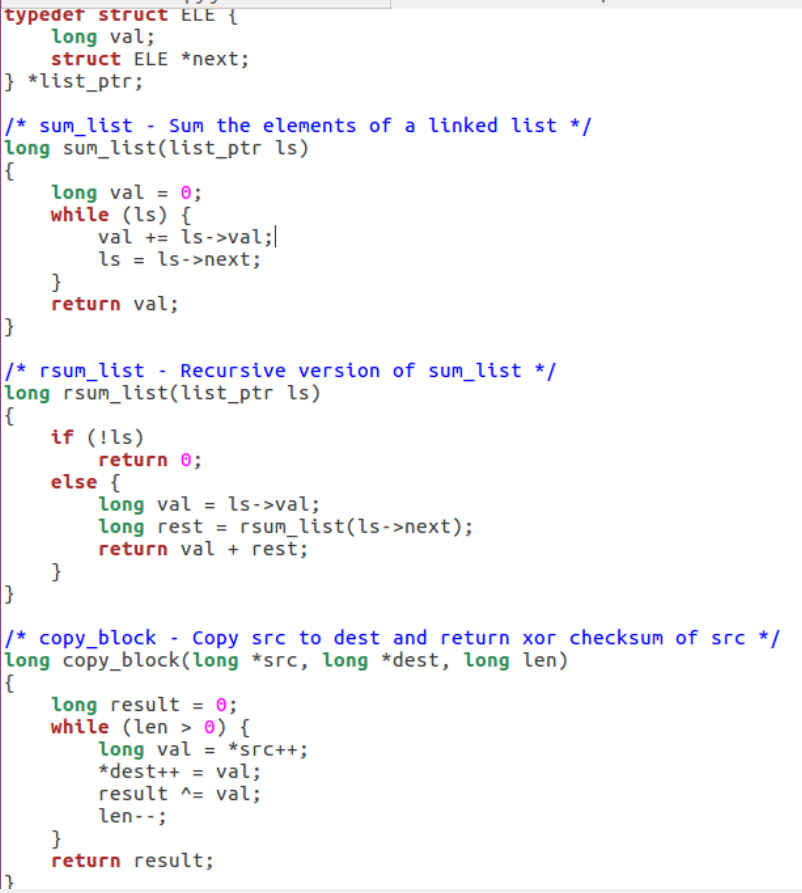 typedef struct ELE {
    long val;
    struct ELE *next;
} *list_ptr;

/* sum_list - Sum the elements of a linked list */
long sum_list(list_ptr ls)
{
    long val = 0;
    while (ls) {
        val += ls->val;
        ls = ls->next;
    }
    return val;
}

/* rsum_list - Recursive version of sum_list */
long rsum_list(list_ptr ls)
{
    if (!ls)
        return 0;
    else {
        long val = ls->val;
        long rest = rsum_list(ls->next);
        return val + rest;
    }
}

/* copy_block - Copy src to dest and return xor checksum of src */
long copy_block(long *src, long *dest, long len)
{
    long result = 0;
    while (len > 0) {
        long val = *src++;
        *dest++ = val;
        result ^= val;
        len--;
    }
    return result;
}